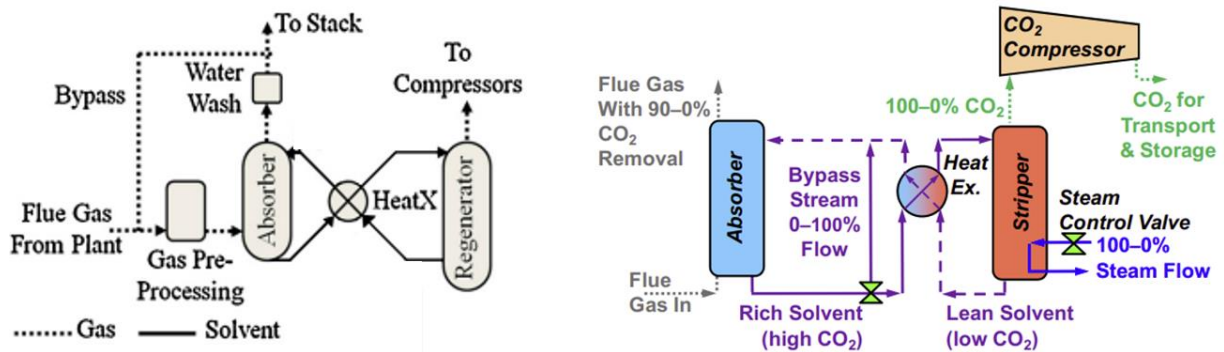 To Stack
Water
Wash
Bypass
To
Compressors
Absorber
HeatX
Regenerator
Flue Gas
From Plant
Gas Pre-
Processing
Gas
Solvent
CO₂
Compressor
Flue Gas
With 90–0%
CO₂
Removal
100–0% CO₂
CO₂ for
Transport
& Storage
Absorber
Bypass
Stream
0–100%
Flow
Heat
Ex.
Stripper
Steam
Control Valve
100–0%
Steam Flow
Flue
Gas In
Rich Solvent
(high CO₂)
Lean Solvent
(low CO₂)